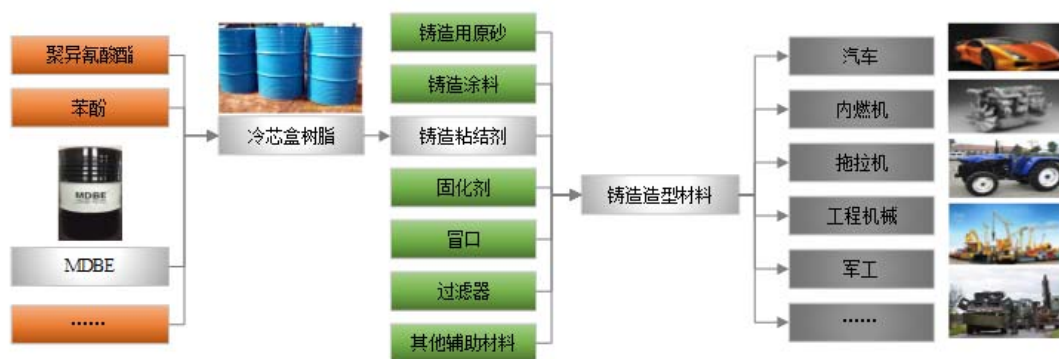 聚异氰酸酯
苯酚
MDBE
MDBE
……
冷芯盒树脂
铸造用原砂
铸造涂料
铸造粘结剂
固化剂
冒口
过滤器
其他辅助材料
铸造造型材料
汽车
内燃机
拖拉机
工程机械
军工
……